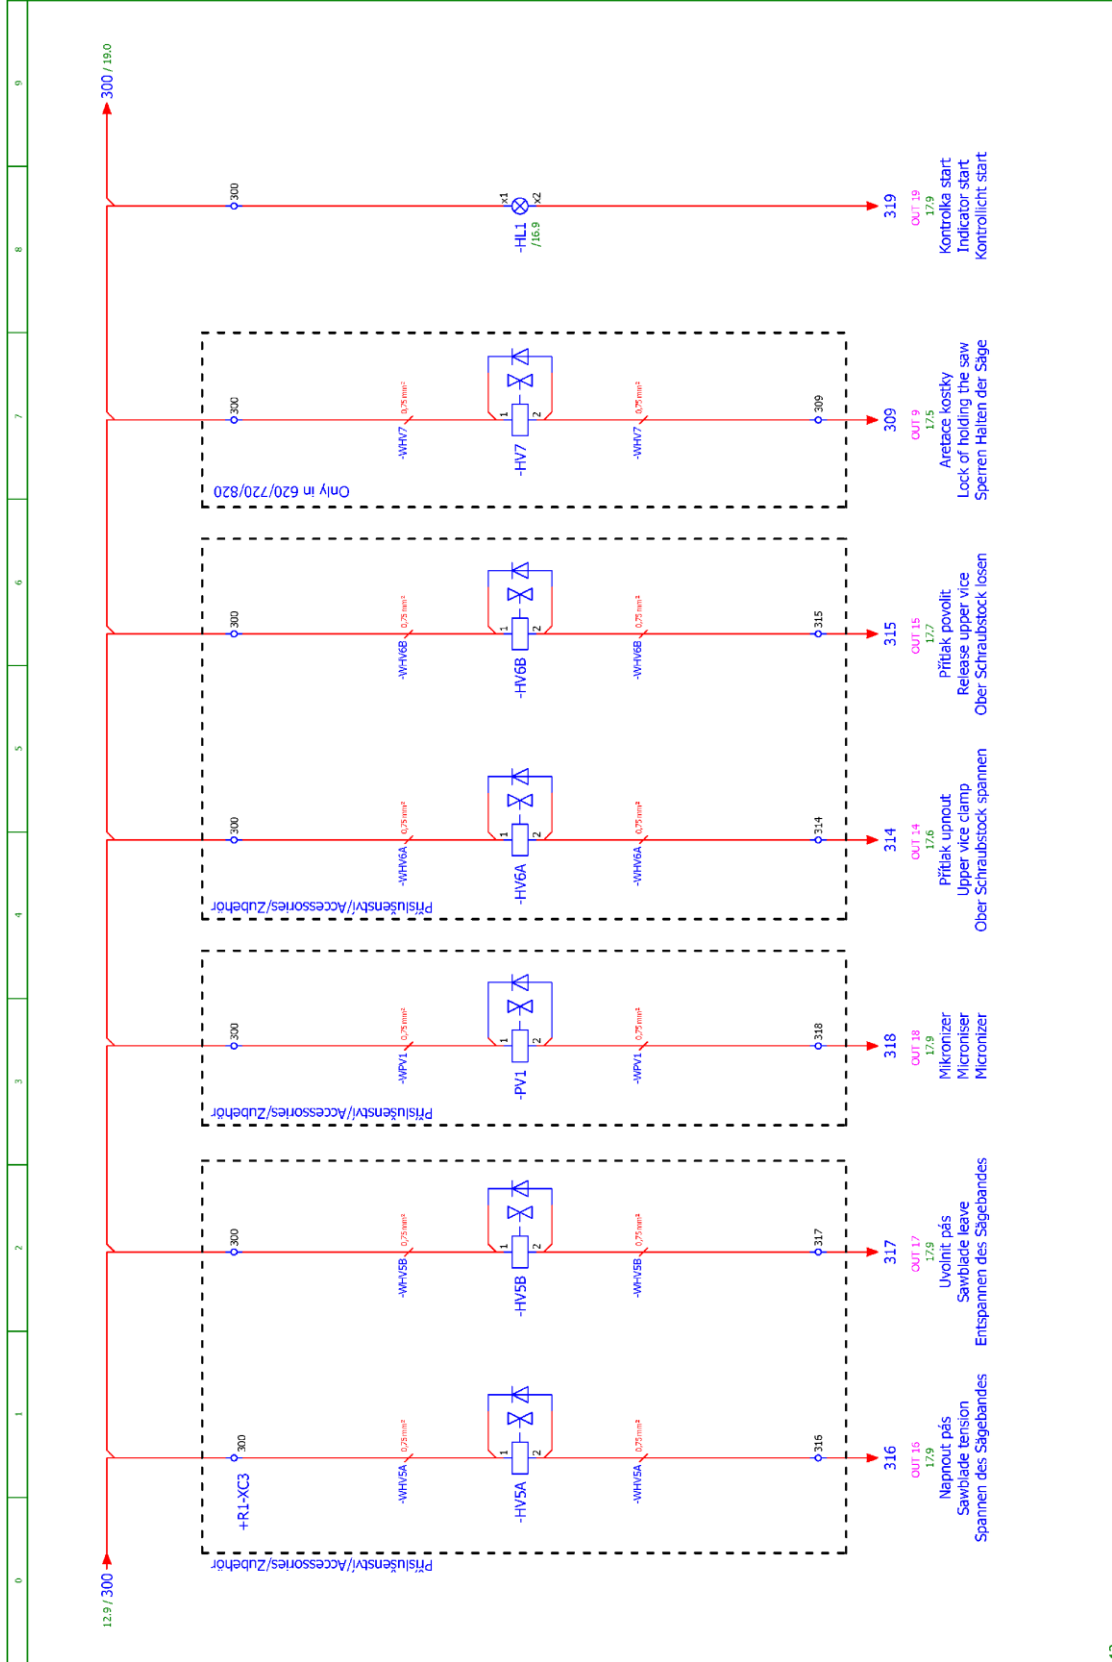 0
1
2
3
4
5
6
7
8
9
12.9 / 300
300 / 19.0
Příslušenství/Accessories/Zubehör
+R1-XC3
300
-WHV5A 0,75 mm²
-HV5A
1
2
-WHV5A 0,75 mm²
316
316
OUT 16
17.9
Napnout pás
Sawblade tension
Spannen des Sägebandes
300
-WHV5B 0,75 mm²
-HV5B
1
2
-WHV5B 0,75 mm²
317
317
OUT 17
17.9
Uvolnit pás
Sawblade leave
Entspannen des Sägebandes
Příslušenství/Accessories/Zubehör
300
-WPV1 0,75 mm²
-PV1
1
2
-WPV1 0,75 mm²
318
318
OUT 18
17.9
Mikronizer
Microniser
Micronizer
Příslušenství/Accessories/Zubehör
300
-WHV6A 0,75 mm²
-HV6A
1
2
-WHV6A 0,75 mm²
314
314
OUT 14
17.6
Přítlak upnout
Upper vice clamp
Ober Schraubstock spannen
300
-WHV6B 0,75 mm²
-HV6B
1
2
-WHV6B 0,75 mm²
315
315
OUT 15
17.7
Přítlak povolit
Release upper vice
Ober Schraubstock losen
Only in 620/720/820
300
-WHV7 0,75 mm²
-HV7
1
2
-WHV7 0,75 mm²
309
309
OUT 9
17.5
Aretace kostky
Lock of holding the saw
Sperren Halten der Säge
300
-HL1
/16.9
x1
x2
319
OUT 19
17.9
Kontrolka start
Indicator start
Kontrollicht start